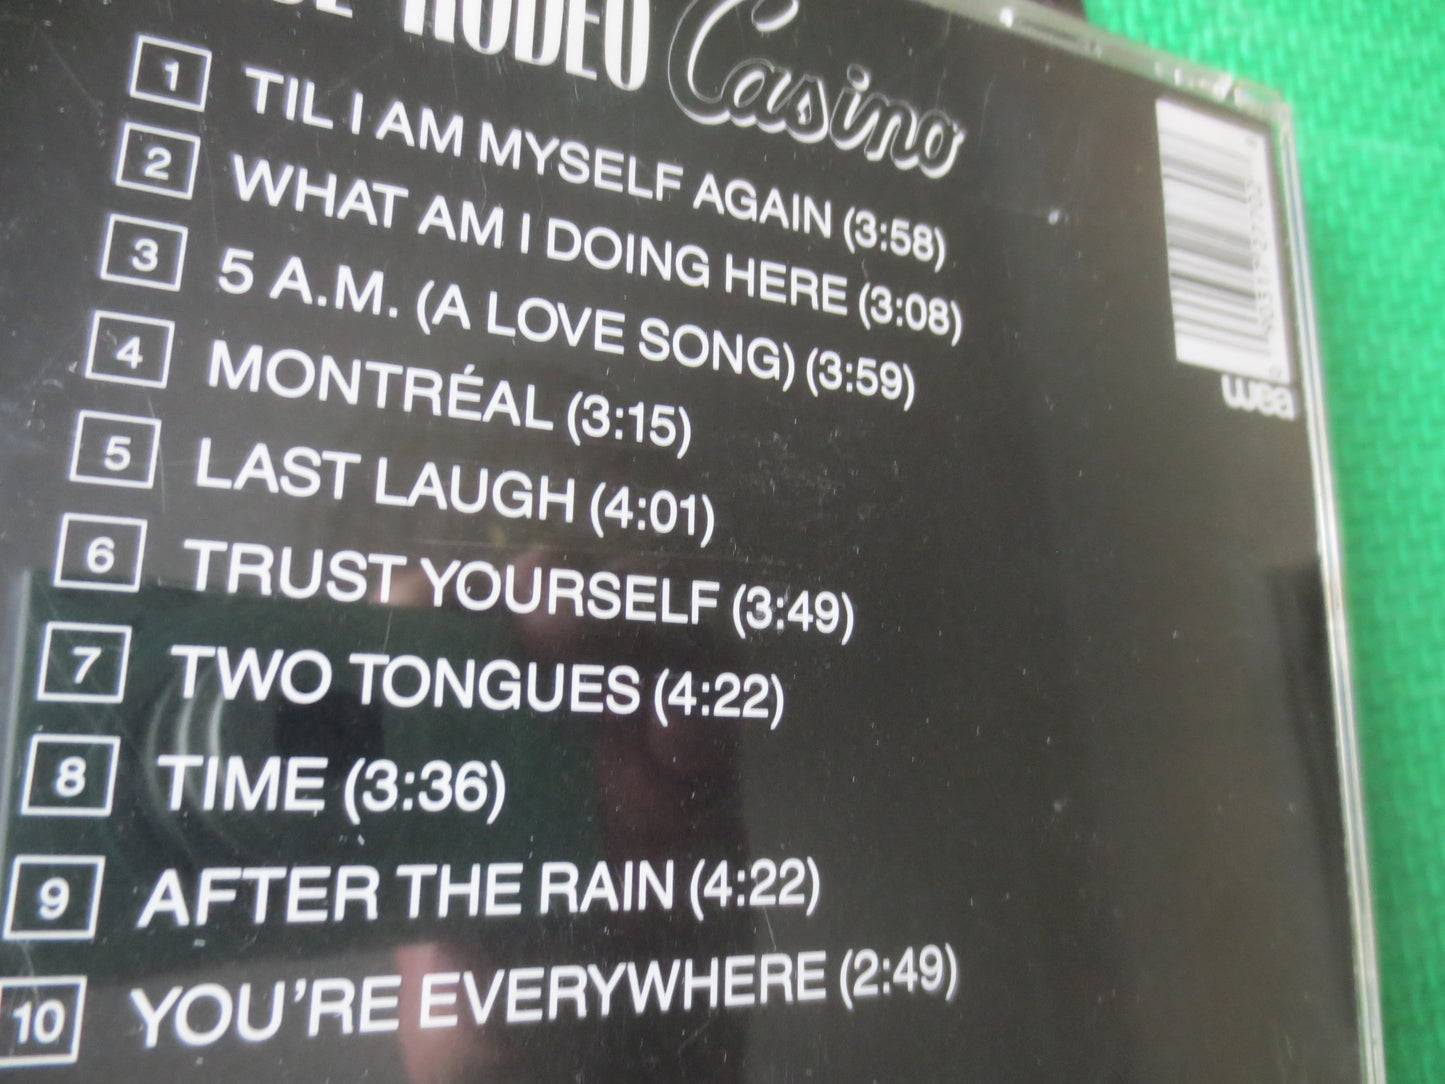 RODEO Casino
1 TIL I AM MYSELF AGAIN (3:58)
2 WHAT AM I DOING HERE (3:08)
3 5 A.M. (A LOVE SONG) (3:59)
4 MONTRÉAL (3:15)
5 LAST LAUGH (4:01)
6 TRUST YOURSELF (3:49)
7 TWO TONGUES (4:22)
8 TIME (3:36)
9 AFTER THE RAIN (4:22)
10 YOU'RE EVERYWHERE (2:49)
wea